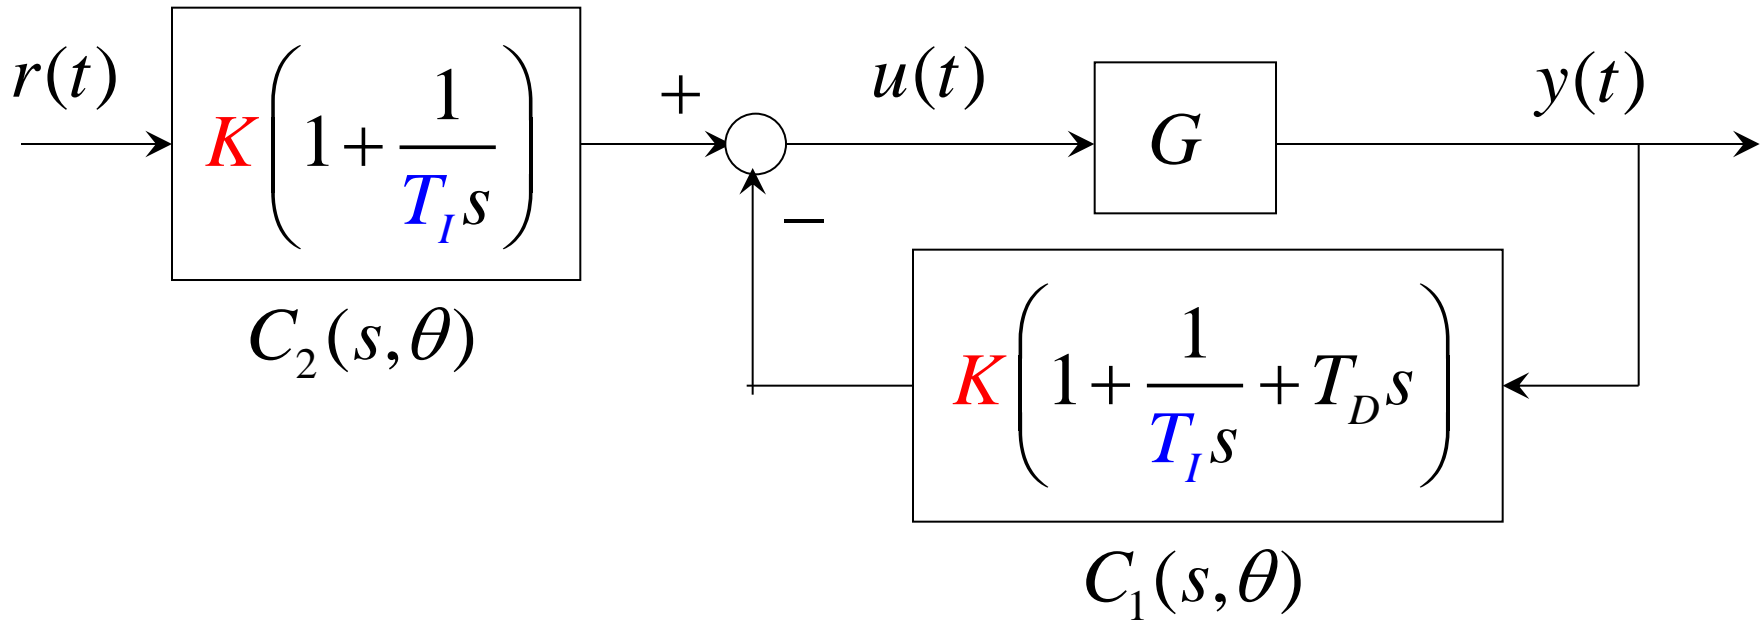 r(t)
K(1 + 1/(T_I s))
C_2(s,θ)
+
−
u(t)
G
y(t)
K(1 + 1/(T_I s) + T_D s)
C_1(s,θ)